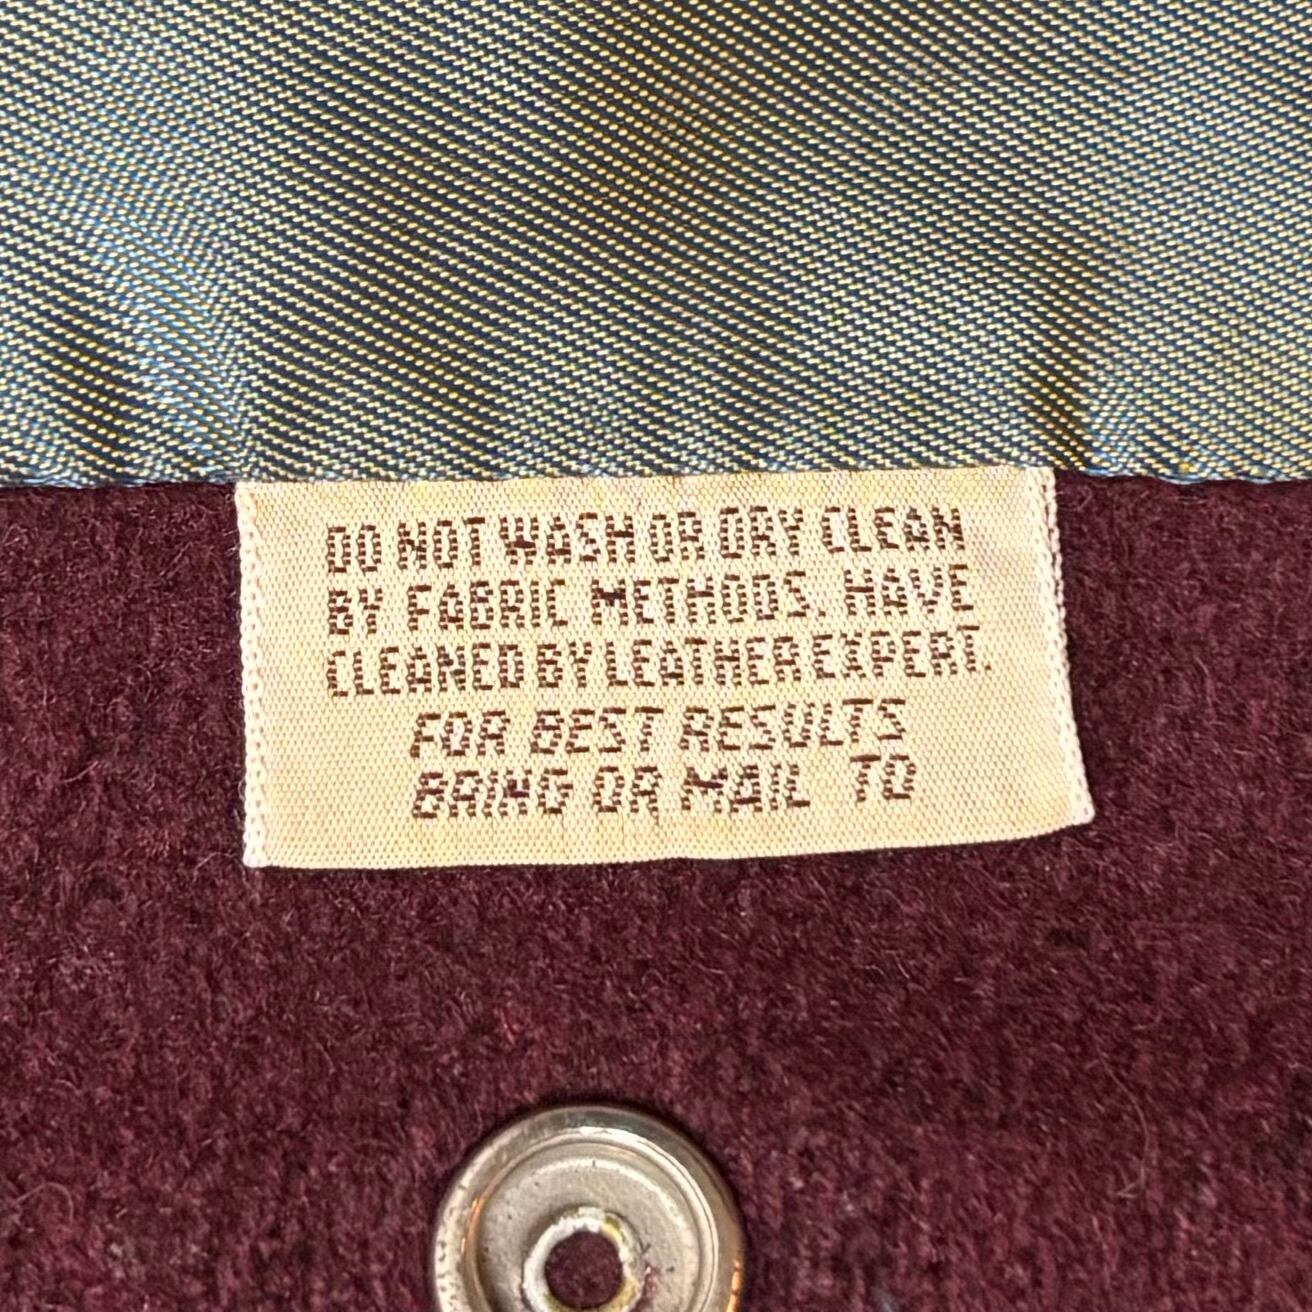 DO NOT WASH OR DRY CLEAN
BY FABRIC METHODS. HAVE
CLEANED BY LEATHER EXPERT.
FOR BEST RESULTS
BRING OR MAIL TO